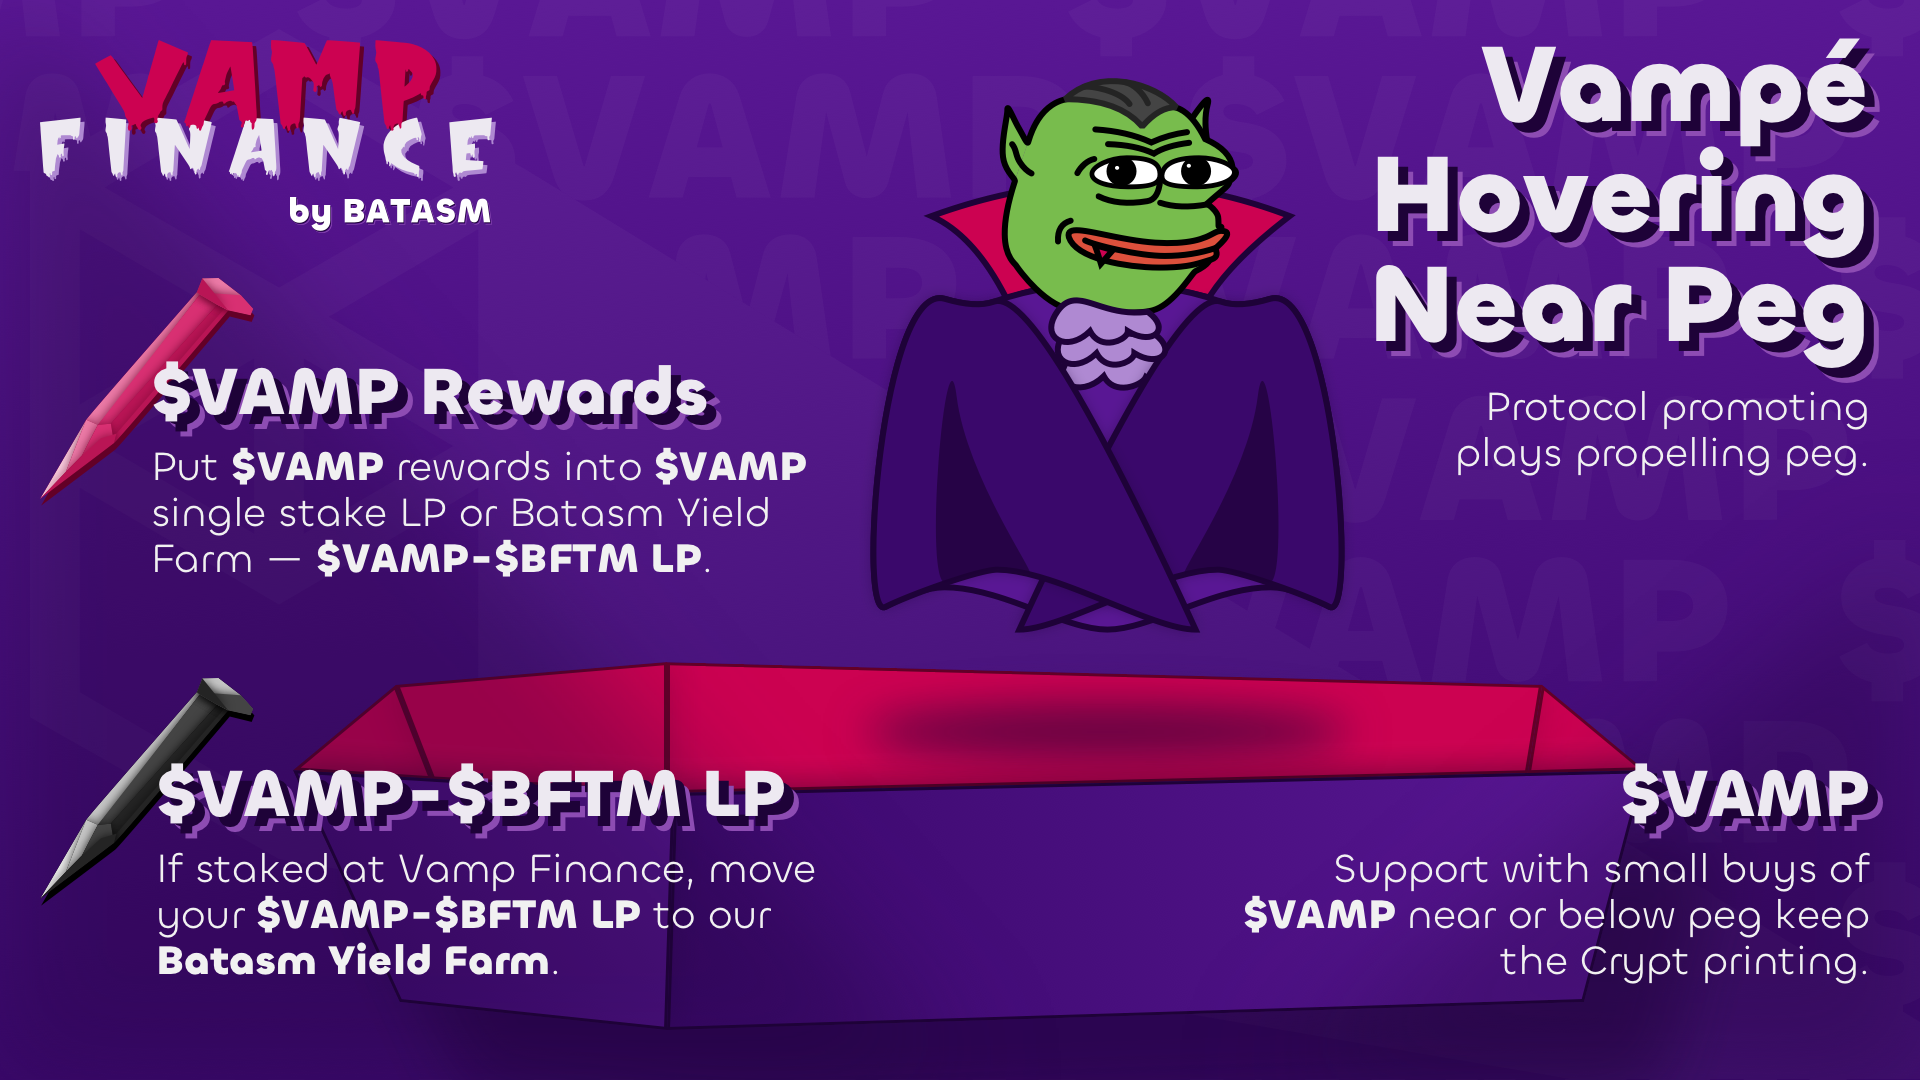 VAMP
FINANCE
by BATASM
Vampé
Hovering
Near Peg
Protocol promoting
plays propelling peg.
$VAMP Rewards
Put $VAMP rewards into $VAMP
single stake LP or Batasm Yield
Farm — $VAMP-$BFTM LP.
$VAMP-$BFTM LP
If staked at Vamp Finance, move
your $VAMP-$BFTM LP to our
Batasm Yield Farm.
$VAMP
Support with small buys of
$VAMP near or below peg keep
the Crypt printing.